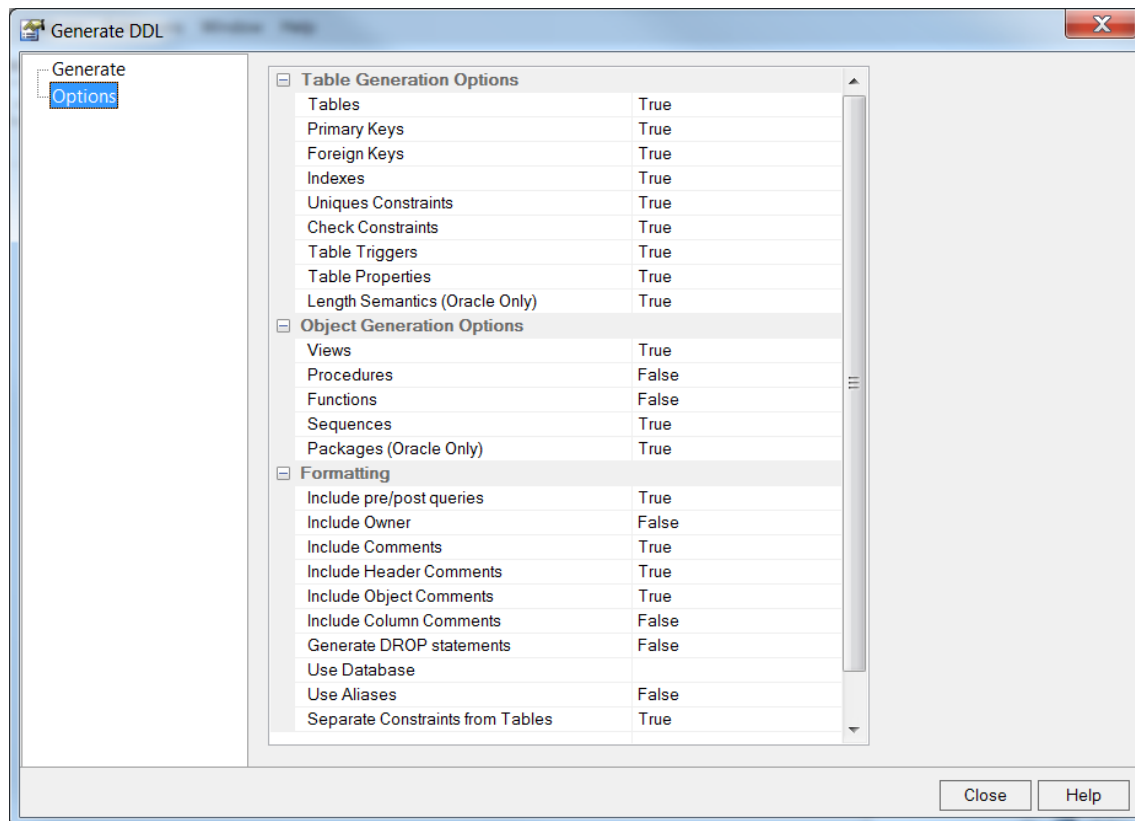 Generate DDL
Window Help
Generate
Options
Table Generation Options
Tables True
Primary Keys True
Foreign Keys True
Indexes True
Uniques Constraints True
Check Constraints True
Table Triggers True
Table Properties True
Length Semantics (Oracle Only) True
Object Generation Options
Views True
Procedures False
Functions False
Sequences True
Packages (Oracle Only) True
Formatting
Include pre/post queries True
Include Owner False
Include Comments True
Include Header Comments True
Include Object Comments True
Include Column Comments False
Generate DROP statements False
Use Database
Use Aliases False
Separate Constraints from Tables True
Close Help